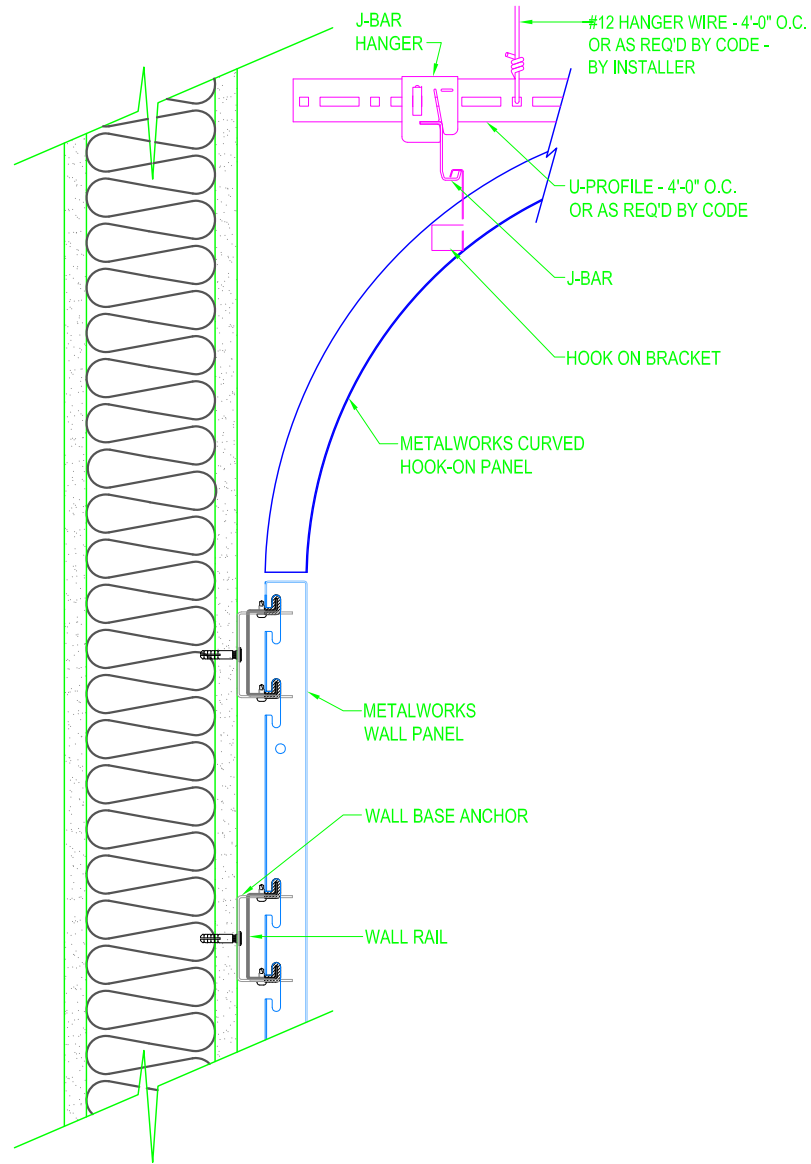 J-BAR
HANGER
#12 HANGER WIRE - 4'-0" O.C.
OR AS REQ'D BY CODE -
BY INSTALLER
U-PROFILE - 4'-0" O.C.
OR AS REQ'D BY CODE
J-BAR
HOOK ON BRACKET
METALWORKS CURVED
HOOK-ON PANEL
METALWORKS
WALL PANEL
WALL BASE ANCHOR
WALL RAIL